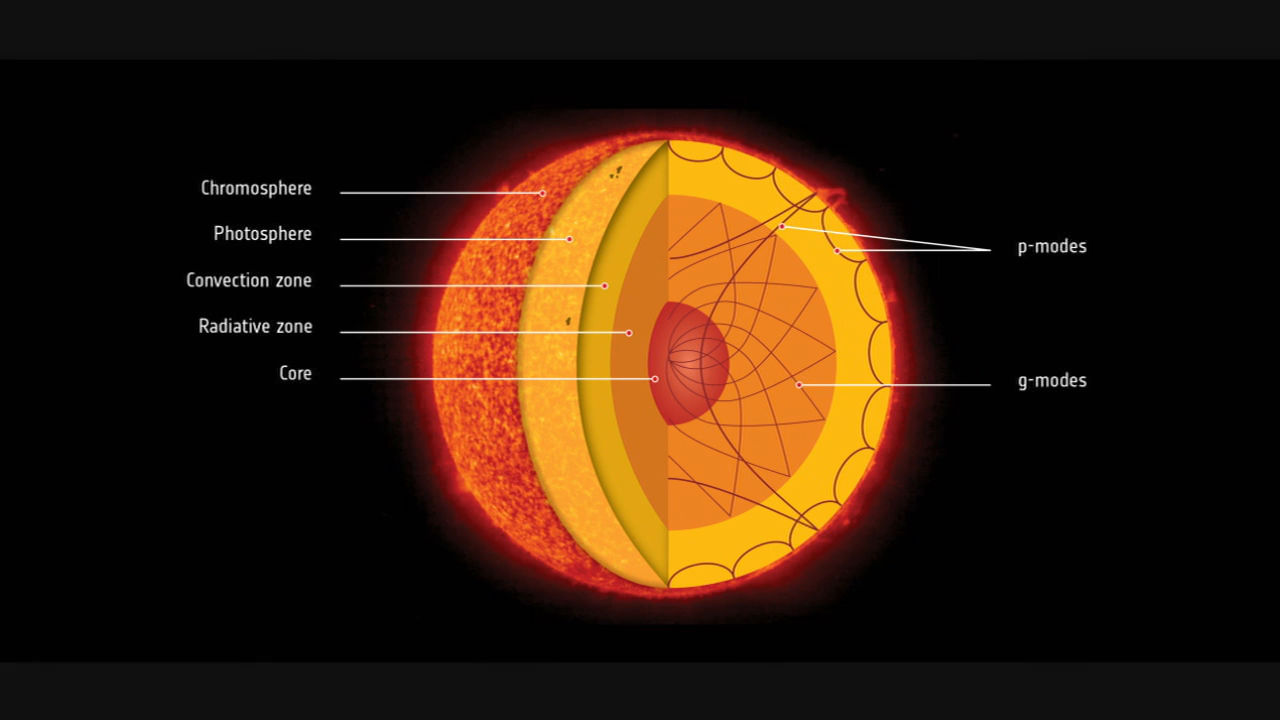 Chromosphere
Photosphere
Convection zone
Radiative zone
Core
p-modes
g-modes